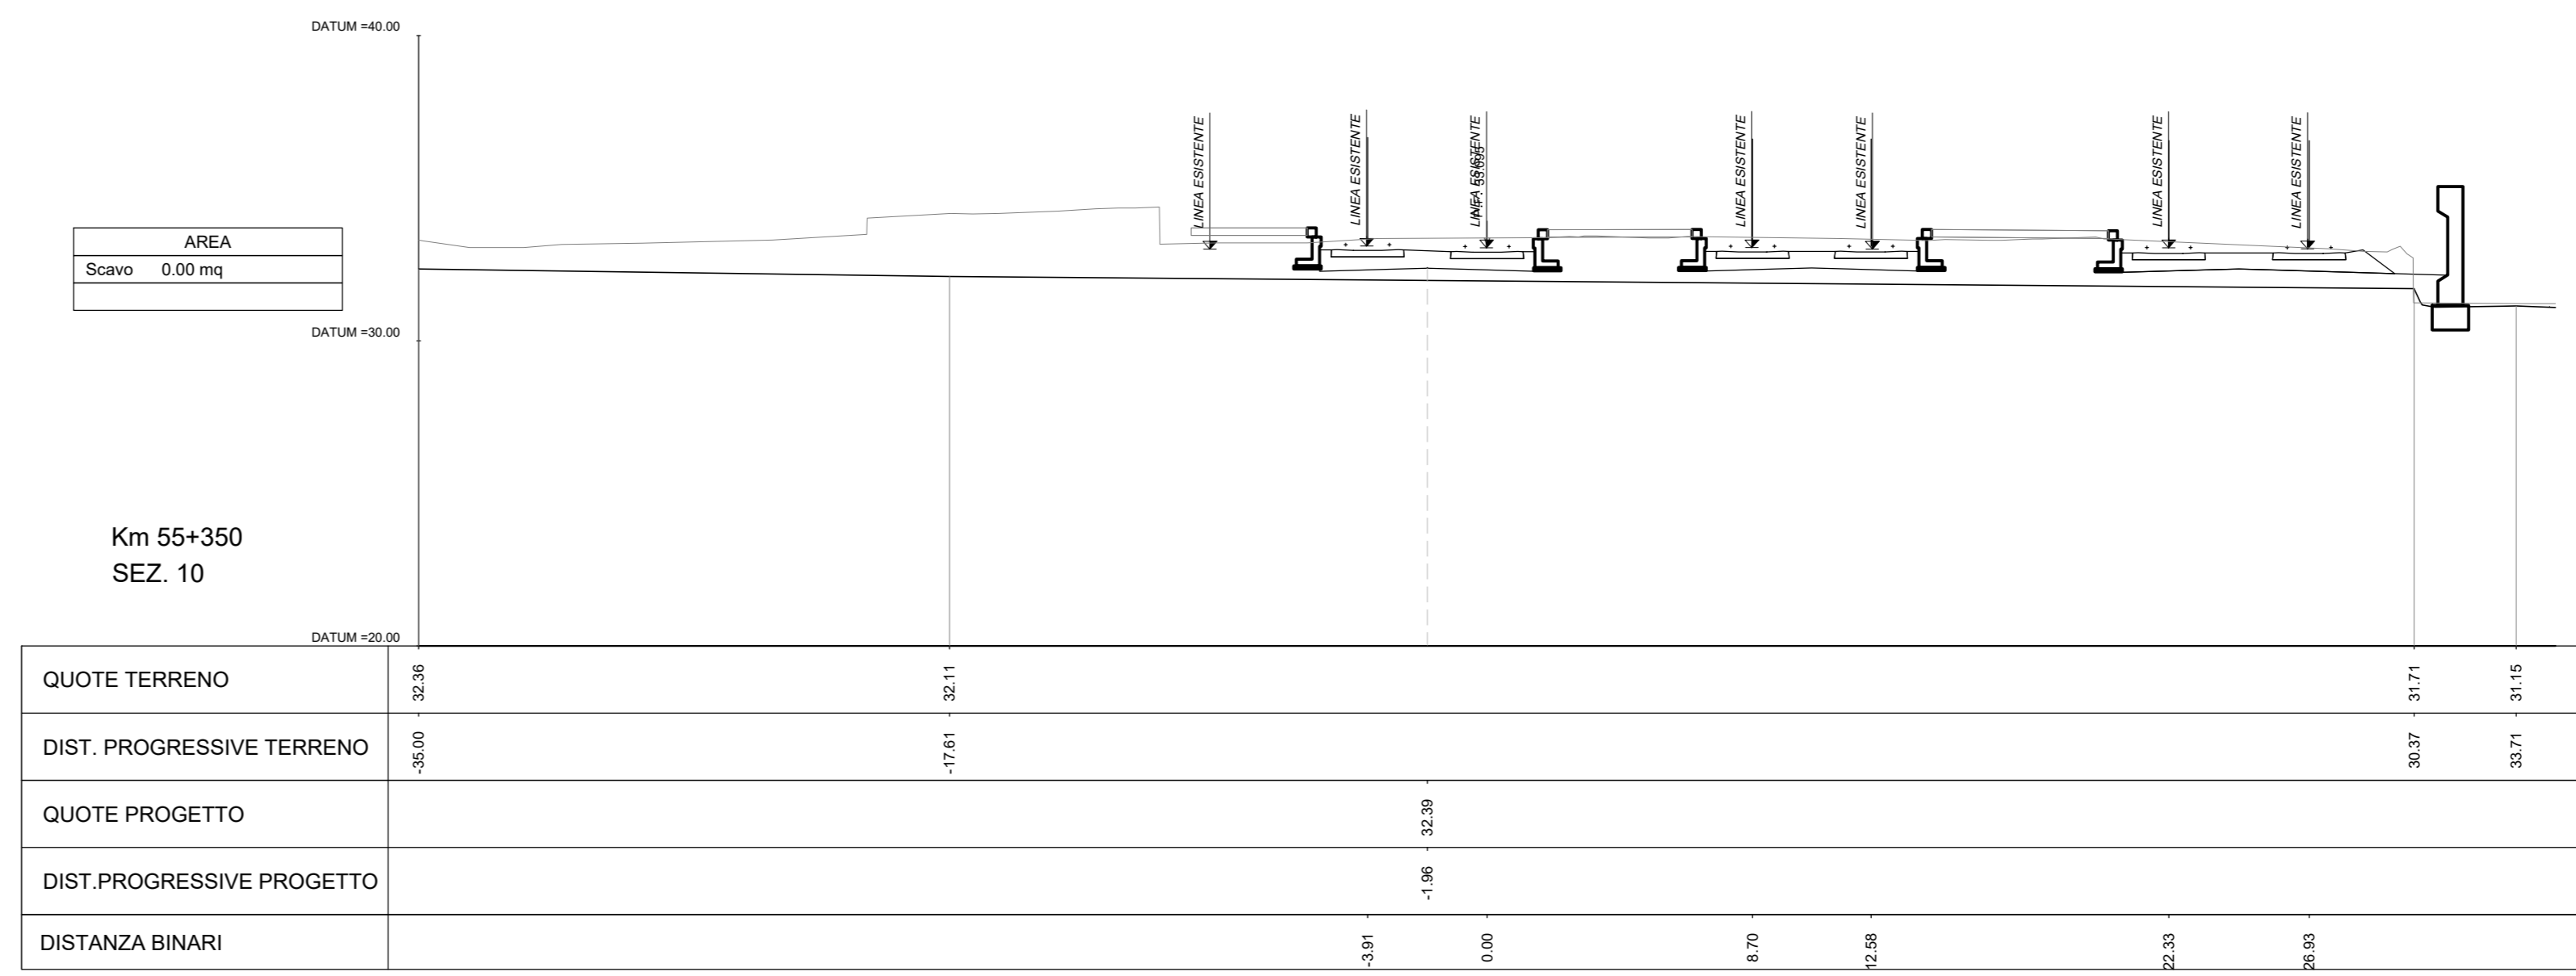 DATUM =40.00
LINEA ESISTENTE
LINEA ESISTENTE
LINEA ESISTENTE
LINEA ESISTENTE
LINEA ESISTENTE
LINEA ESISTENTE
LINEA ESISTENTE
AREA
Scavo 0.00 mq
DATUM =30.00
Km 55+350
SEZ. 10
DATUM =20.00
QUOTE TERRENO 32.36 32.11 31.71 31.15
DIST. PROGRESSIVE TERRENO -35.00 -17.61 30.37 33.71
QUOTE PROGETTO 32.39
DIST.PROGRESSIVE PROGETTO -1.96
DISTANZA BINARI -3.91 0.00 8.70 12.58 22.33 26.93